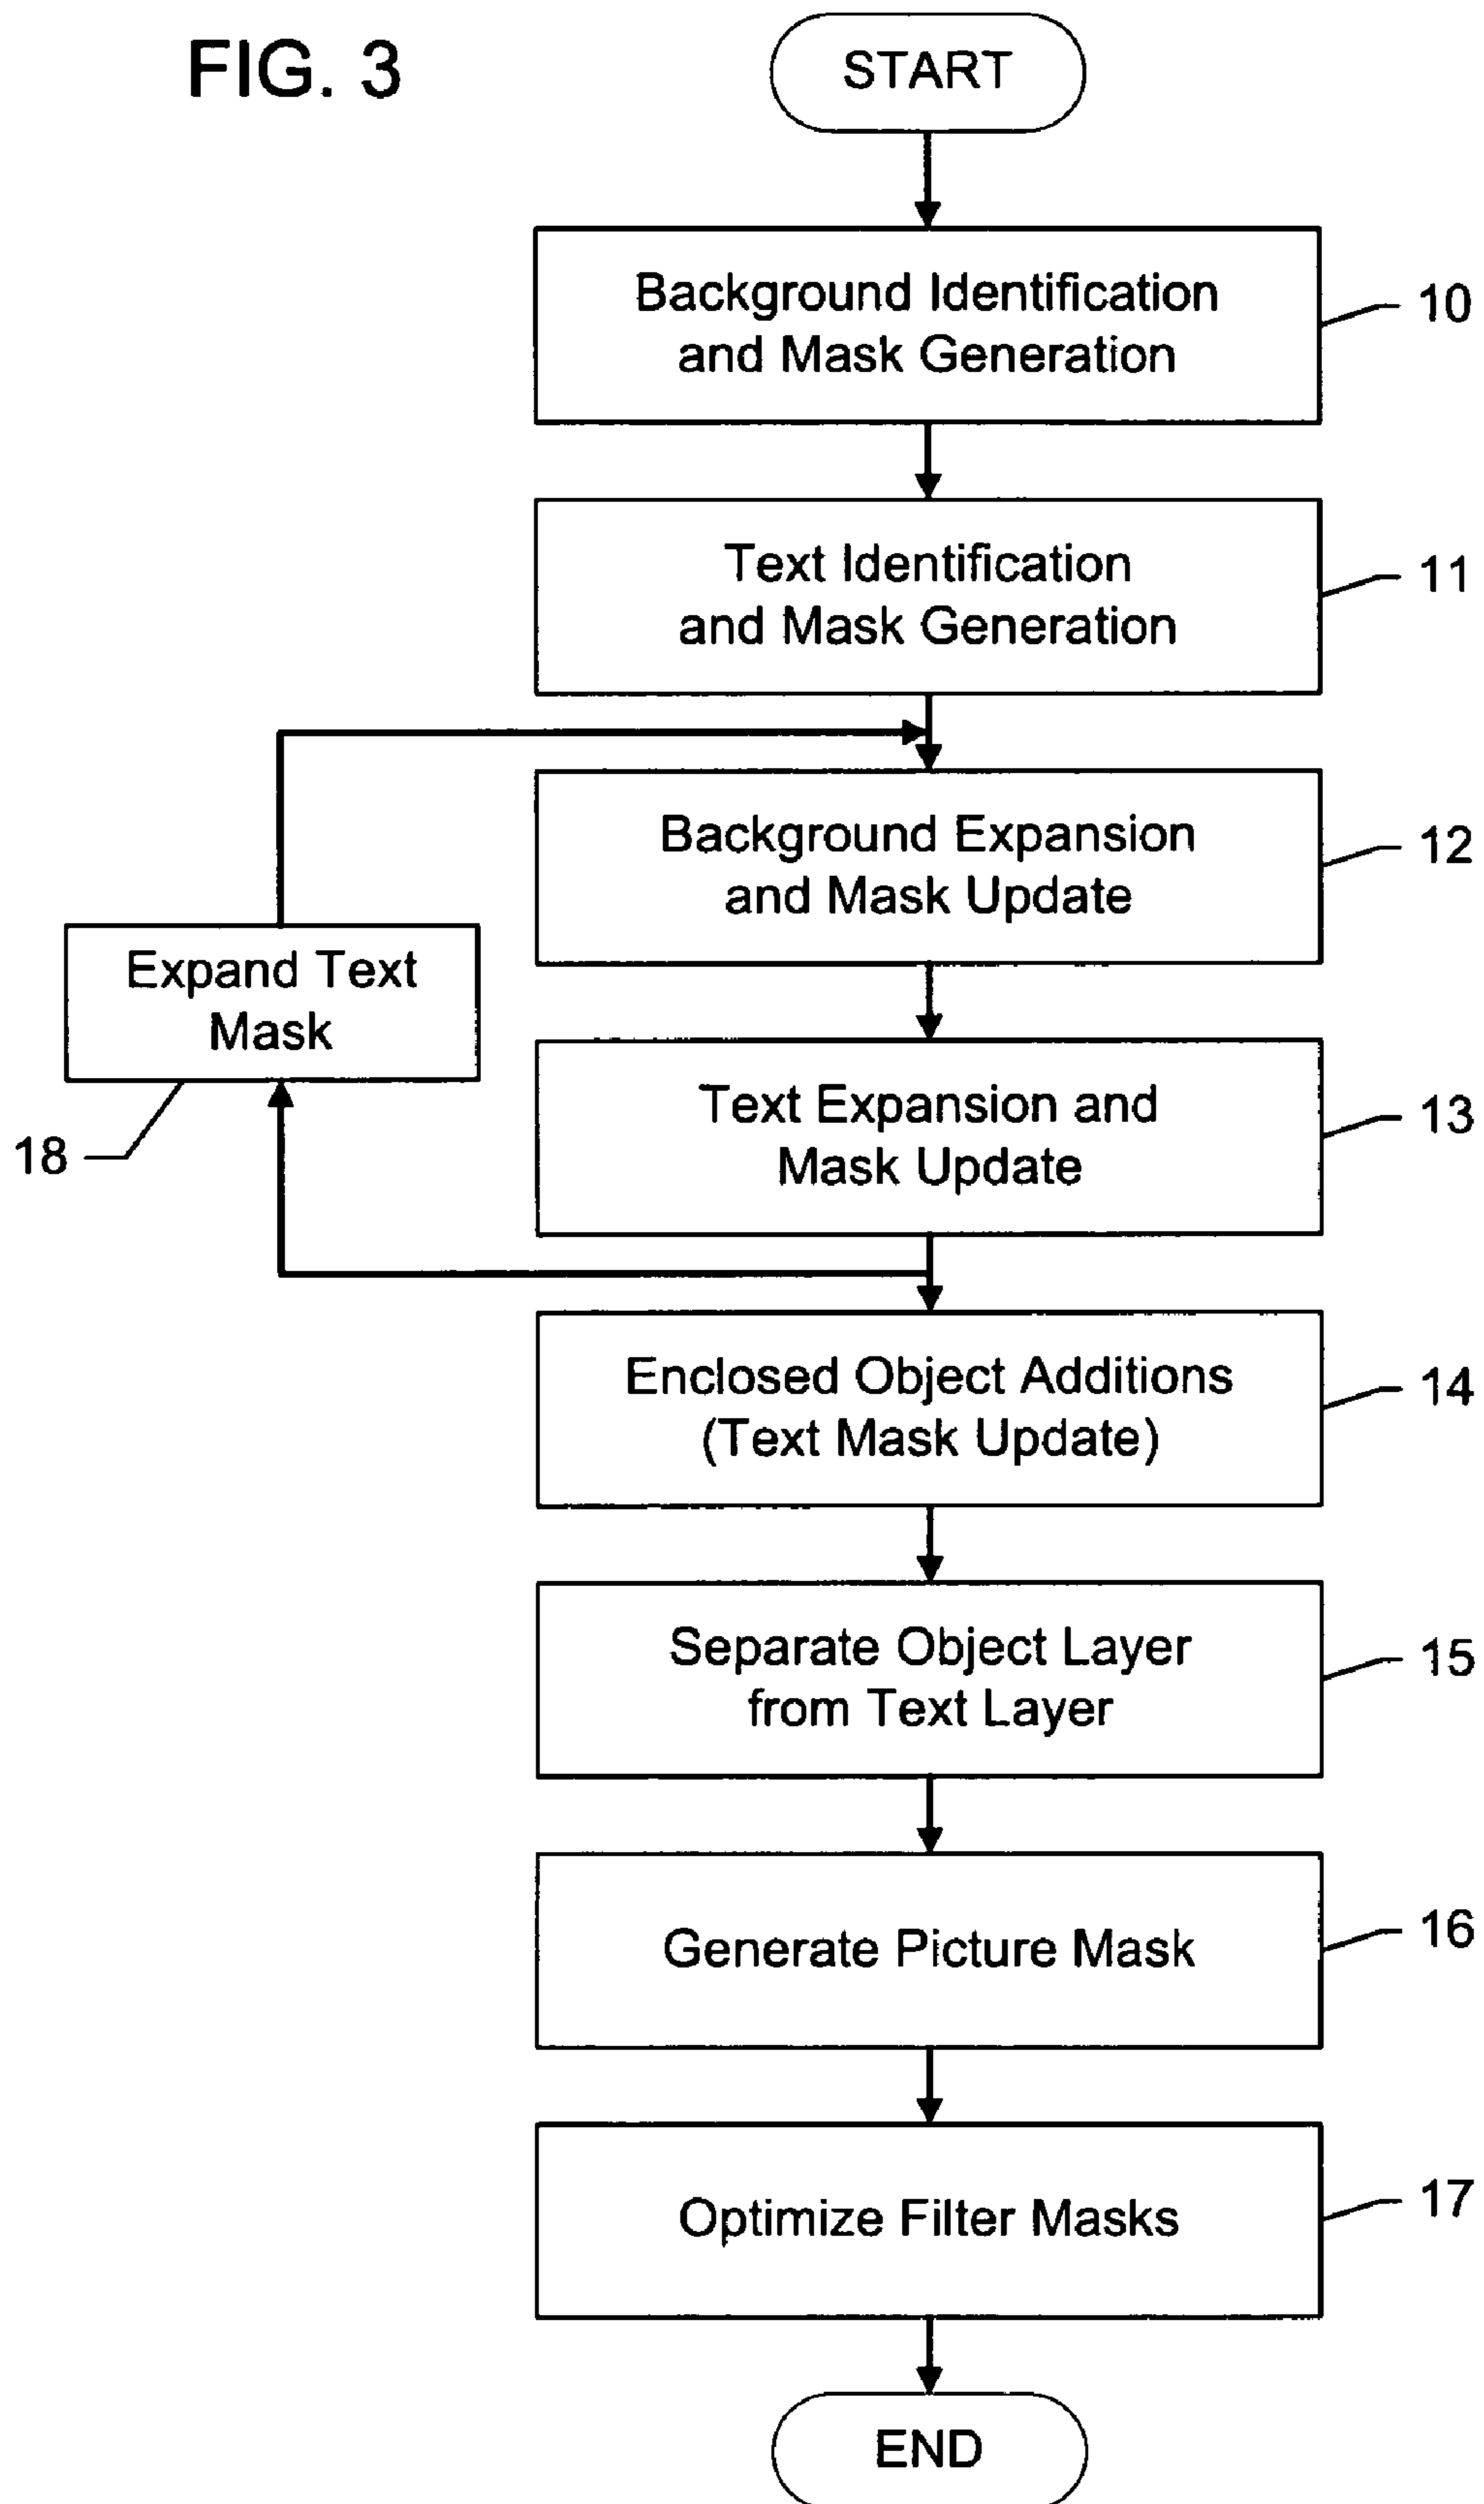 FIG. 3
START
Background Identification
and Mask Generation
10
Text Identification
and Mask Generation
11
Background Expansion
and Mask Update
12
Expand Text
Mask
18
Text Expansion and
Mask Update
13
Enclosed Object Additions
(Text Mask Update)
14
Separate Object Layer
from Text Layer
15
Generate Picture Mask
16
Optimize Filter Masks
17
END